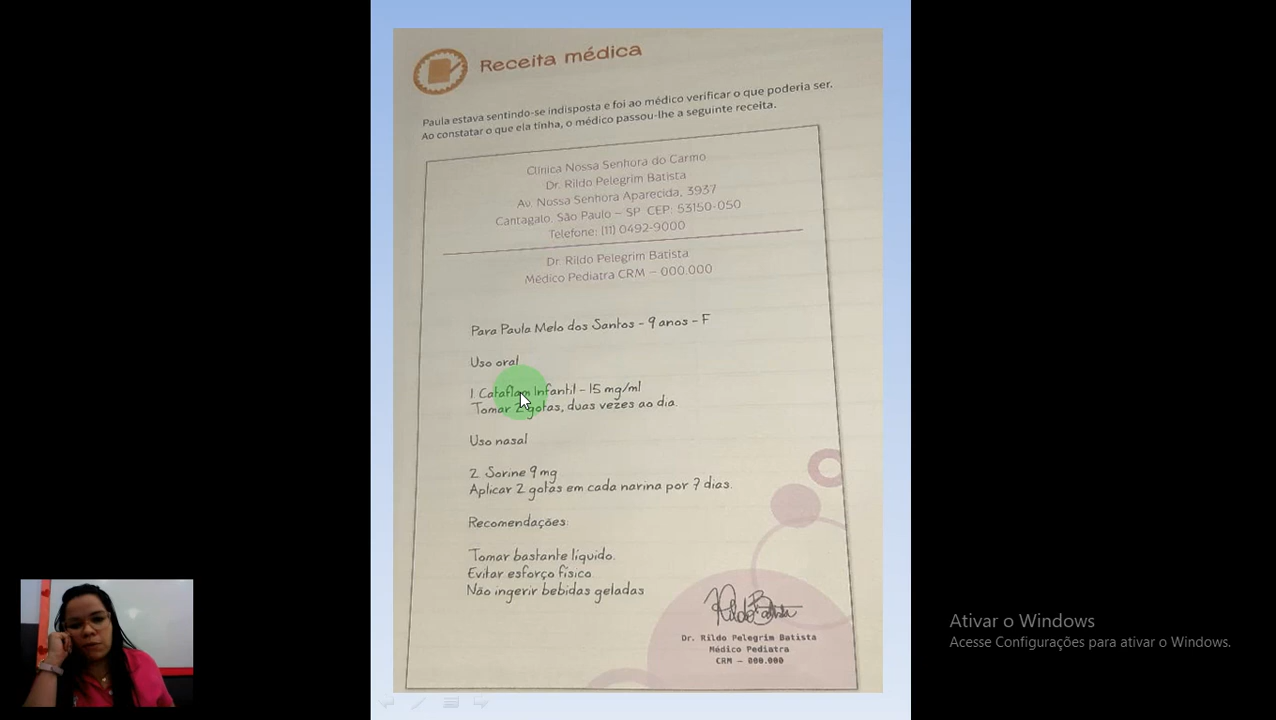 Receita médica
Paula estava sentindo-se indisposta e foi ao médico verificar o que poderia ser.
Ao constatar o que ela tinha, o médico passou-lhe a seguinte receita.
Clínica Nossa Senhora do Carmo
Dr. Rildo Pelegrim Batista
Av. Nossa Senhora Aparecida, 3937
Cantagalo. São Paulo – SP CEP: 53150-050
Telefone: (11) 0492-9000
Dr. Rildo Pelegrim Batista
Médico Pediatra CRM – 000.000
Para Paula Melo dos Santos - 9 anos - F
Uso oral
1 Cataflam Infantil - 15 mg/ml
Tomar 2 gotas, duas vezes ao dia.
Uso nasal
2 Sorine 9 mg
Aplicar 2 gotas em cada narina por 7 dias.
Recomendações:
Tomar bastante líquido.
Evitar esforço físico.
Não ingerir bebidas geladas
Rildo Batista
Dr. Rildo Pelegrim Batista
Médico Pediatra
CRM – 000.000
Ativar o Windows
Acesse Configurações para ativar o Windows.